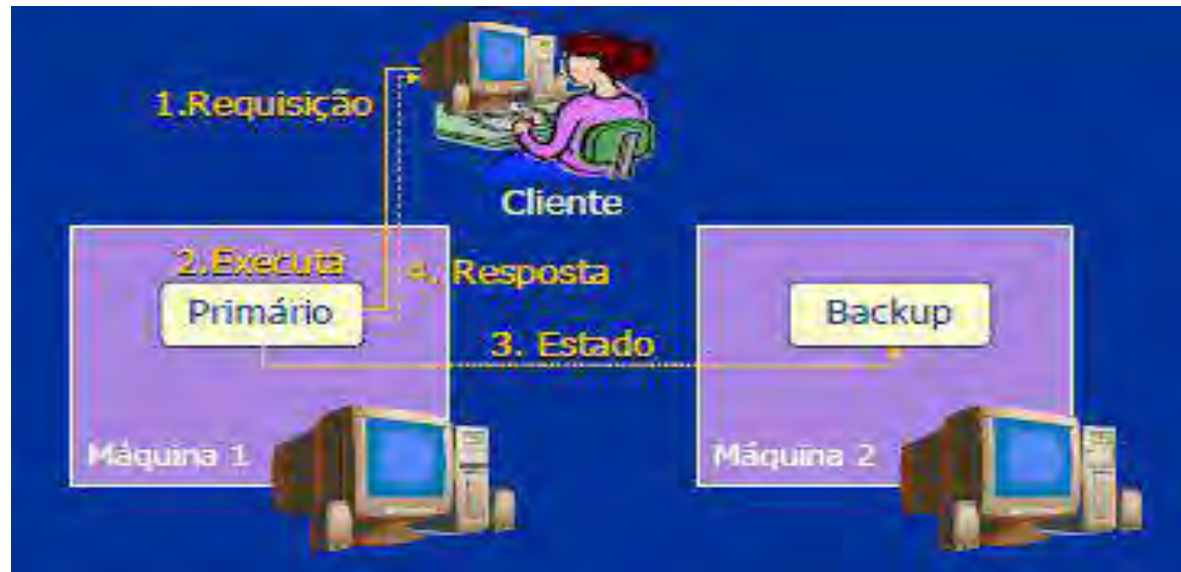 1.Requisição
Cliente
2.Executa
4. Resposta
Primário
Backup
3. Estado
Máquina 1
Máquina 2